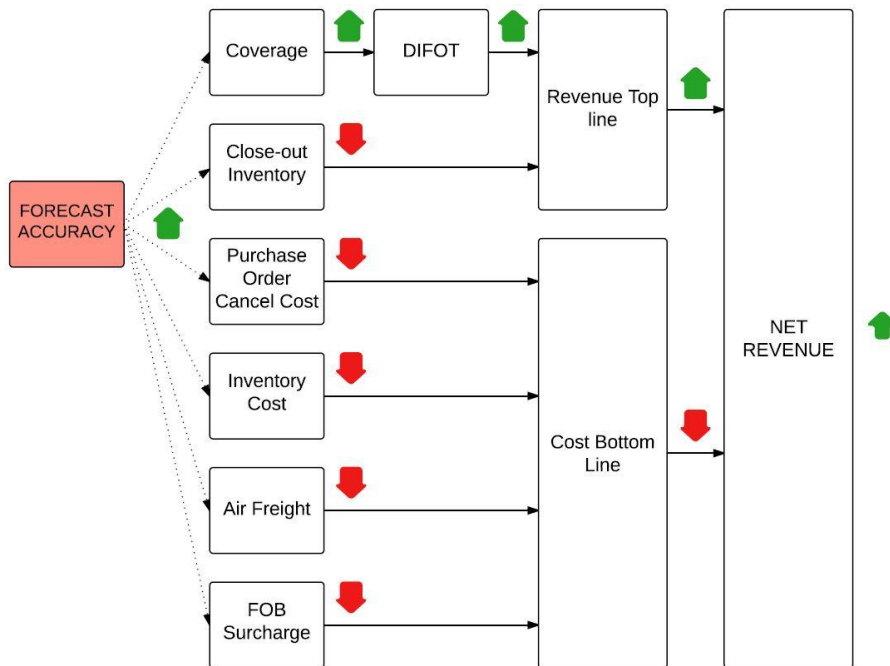 Coverage
DIFOT
Revenue Top
line
Close-out
Inventory
FORECAST
ACCURACY
Purchase
Order
Cancel Cost
NET
REVENUE
Inventory
Cost
Cost Bottom
Line
Air Freight
FOB
Surcharge